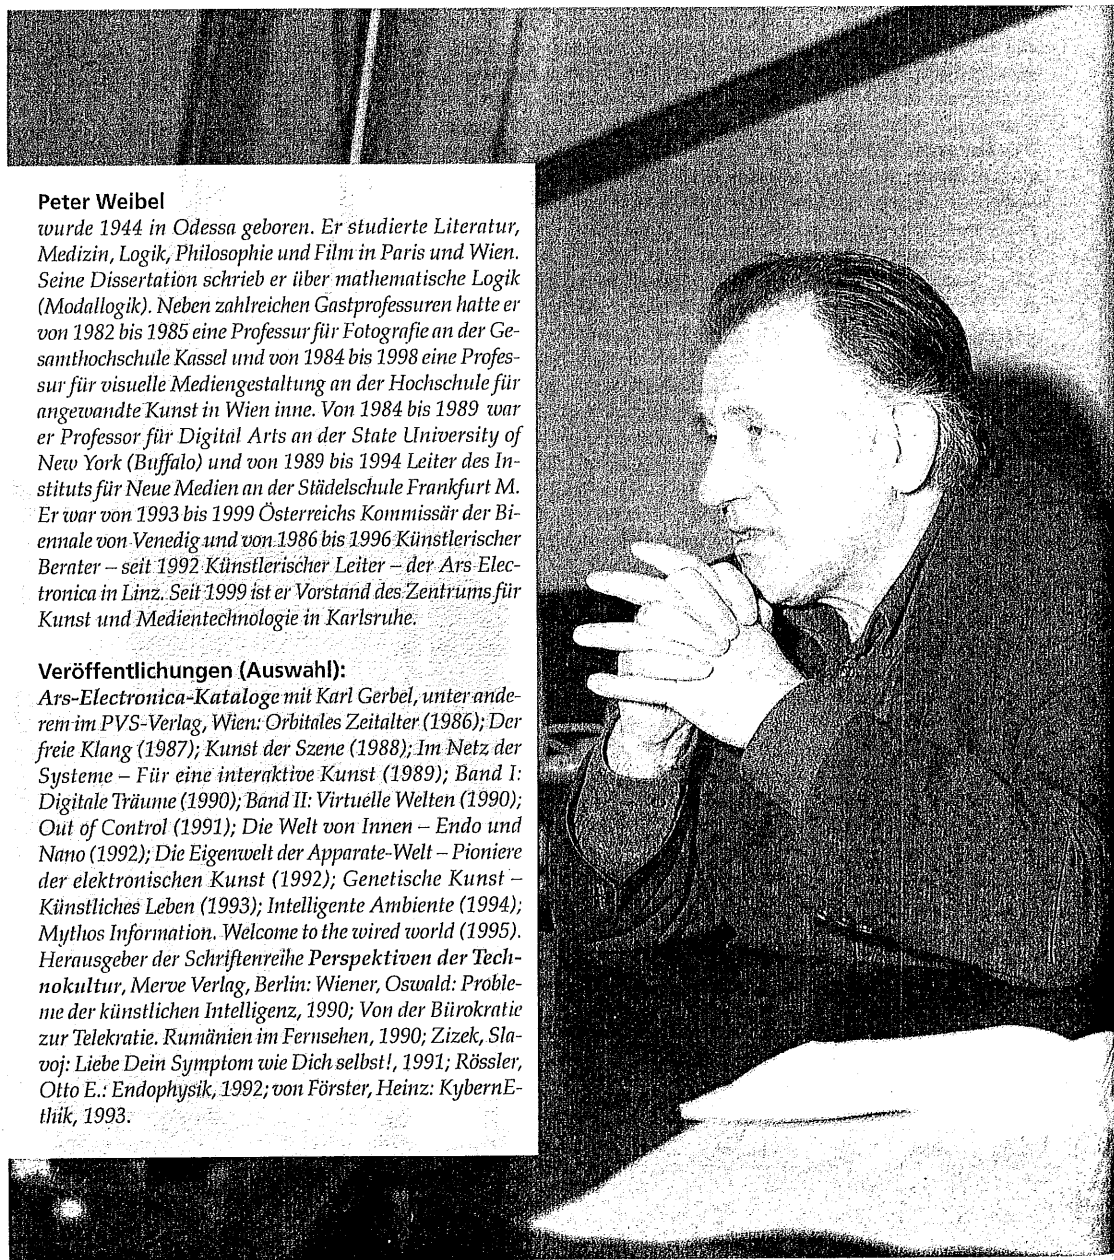 Peter Weibel
wurde 1944 in Odessa geboren. Er studierte Literatur,
Medizin, Logik, Philosophie und Film in Paris und Wien.
Seine Dissertation schrieb er über mathematische Logik
(Modallogik). Neben zahlreichen Gastprofessuren hatte er
von 1982 bis 1985 eine Professur für Fotografie an der Ge-
samthochschule Kassel und von 1984 bis 1998 eine Profes-
sur für visuelle Mediengestaltung an der Hochschule für
angewandte Kunst in Wien inne. Von 1984 bis 1989 war
er Professor für Digital Arts an der State University of
New York (Buffalo) und von 1989 bis 1994 Leiter des In-
stituts für Neue Medien an der Städelschule Frankfurt M.
Er war von 1993 bis 1999 Österreichs Kommissär der Bi-
ennale von Venedig und von 1986 bis 1996 Künstlerischer
Berater – seit 1992 Künstlerischer Leiter – der Ars Elec-
tronica in Linz. Seit 1999 ist er Vorstand des Zentrums für
Kunst und Medientechnologie in Karlsruhe.
Veröffentlichungen (Auswahl):
Ars-Electronica-Kataloge mit Karl Gerbel, unter ande-
rem im PVS-Verlag, Wien: Orbitales Zeitalter (1986); Der
freie Klang (1987); Kunst der Szene (1988); Im Netz der
Systeme – Für eine interaktive Kunst (1989); Band I:
Digitale Träume (1990); Band II: Virtuelle Welten (1990);
Out of Control (1991); Die Welt von Innen – Endo und
Nano (1992); Die Eigenwelt der Apparate-Welt – Pioniere
der elektronischen Kunst (1992); Genetische Kunst –
Künstliches Leben (1993); Intelligente Ambiente (1994);
Mythos Information. Welcome to the wired world (1995).
Herausgeber der Schriftenreihe Perspektiven der Tech-
nokultur, Merve Verlag, Berlin: Wiener, Oswald: Proble-
me der künstlichen Intelligenz, 1990; Von der Bürokratie
zur Telekratie. Rumänien im Fernsehen, 1990; Zizek, Sla-
voj: Liebe Dein Symptom wie Dich selbst!, 1991; Rössler,
Otto E.: Endophysik, 1992; von Förster, Heinz: KybernE-
thik, 1993.